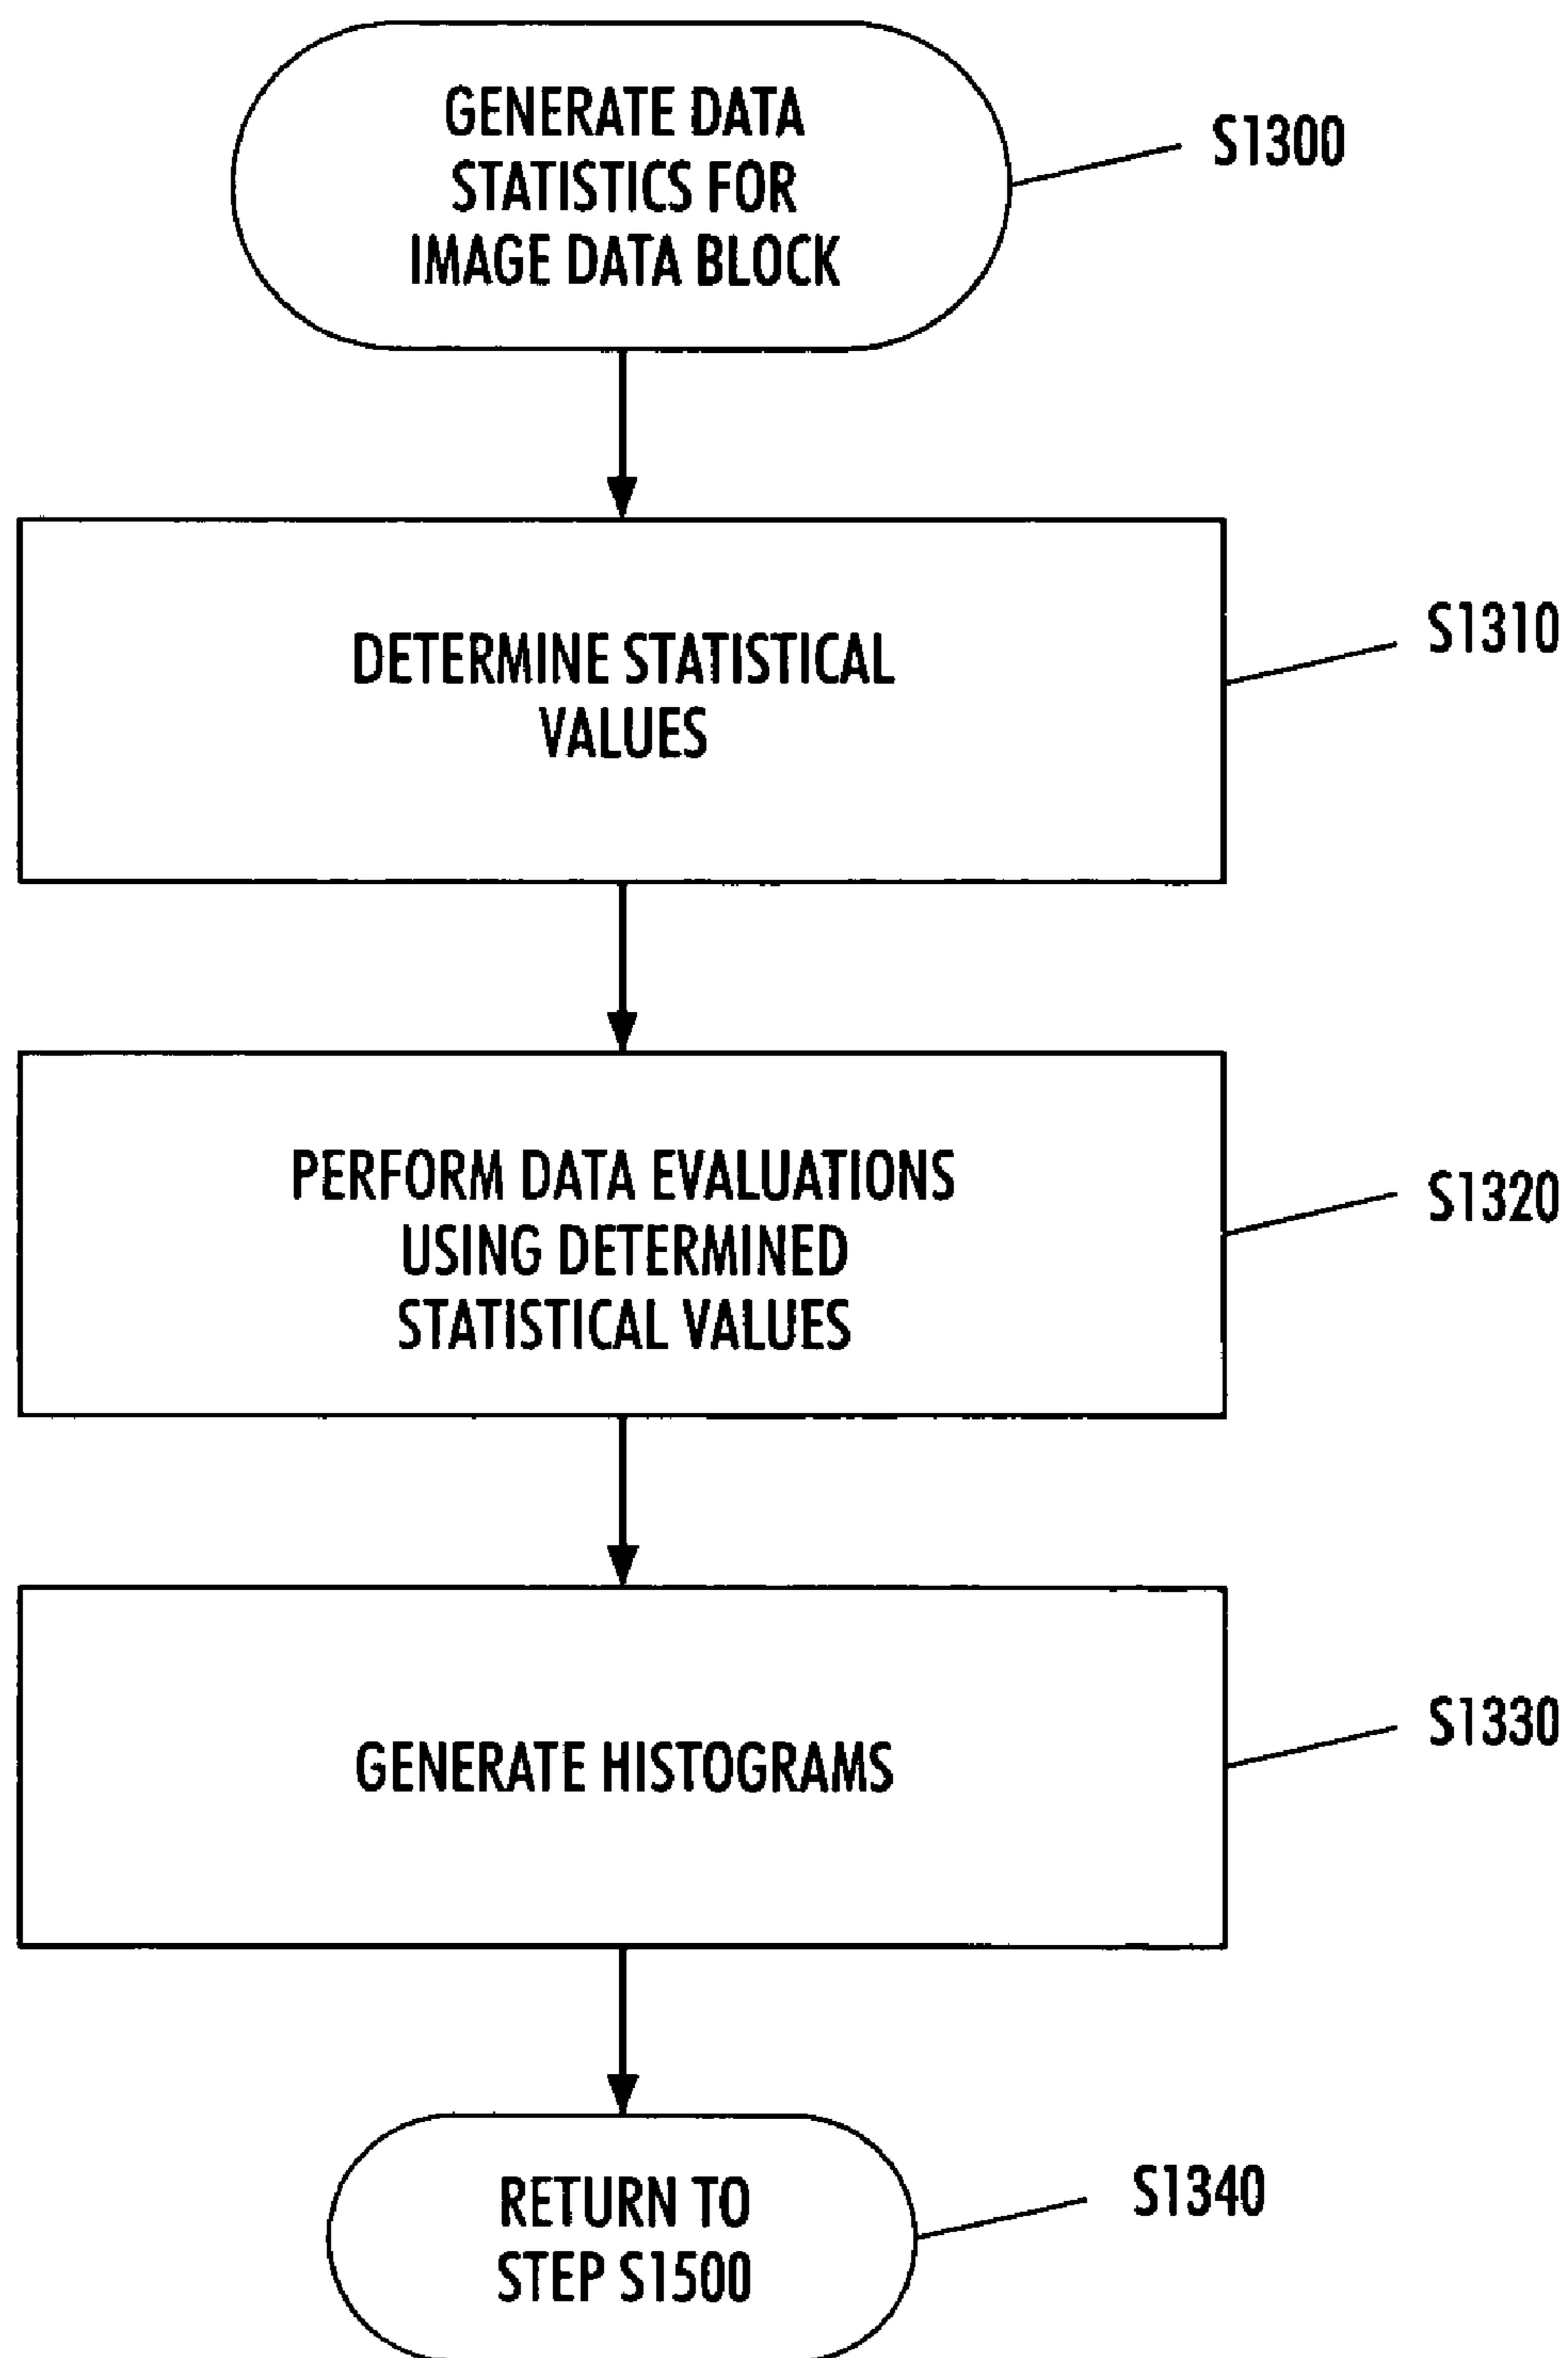 GENERATE DATA
STATISTICS FOR
IMAGE DATA BLOCK
S1300
DETERMINE STATISTICAL
VALUES
S1310
PERFORM DATA EVALUATIONS
USING DETERMINED
STATISTICAL VALUES
S1320
GENERATE HISTOGRAMS
S1330
RETURN TO
STEP S1500
S1340